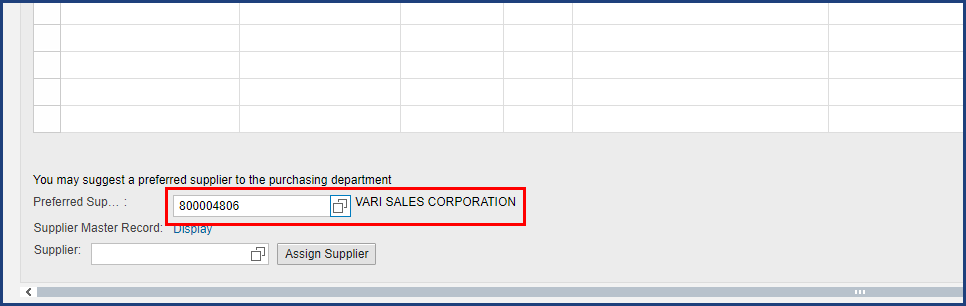 You may suggest a preferred supplier to the purchasing department
Preferred Sup... : 800004806 VARI SALES CORPORATION
Supplier Master Record: Display
Supplier: Assign Supplier